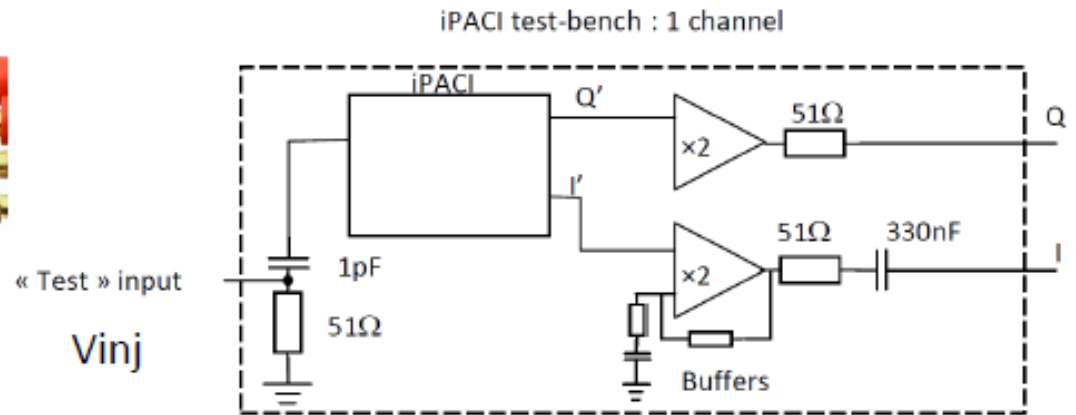 iPACI test-bench : 1 channel
iPACI
Q'
51Ω
Q
×2
I'
51Ω
330nF
I
×2
1pF
« Test » input
51Ω
Vinj
Buffers